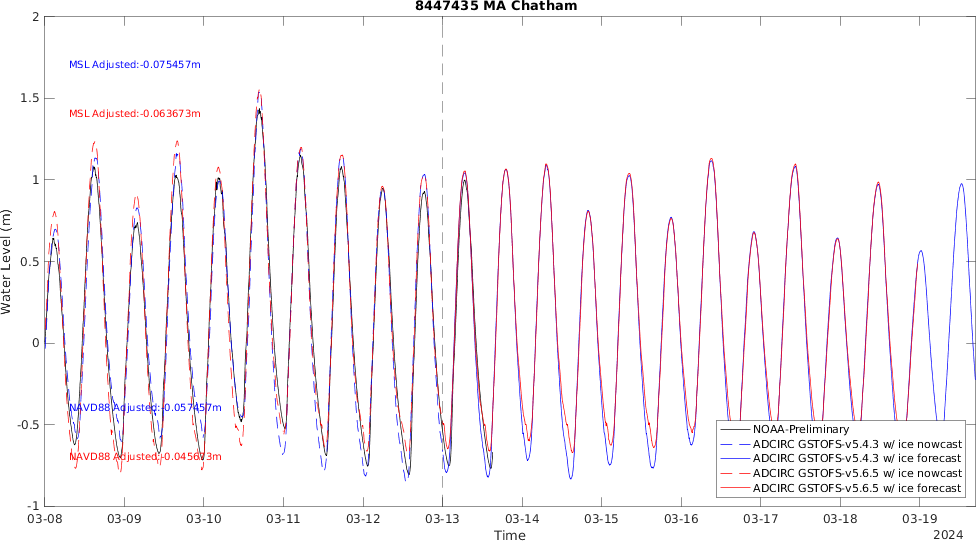 8447435 MA Chatham
2
MSL Adjusted:-0.075457m
1.5
MSL Adjusted:-0.063673m
1
0.5
Water Level (m)
0
NAVD88 Adjusted:-0.057457m
-0.5
NAVD88 Adjusted:-0.045673m
-1
NOAA-Preliminary
ADCIRC GSTOFS-v5.4.3 w/ ice nowcast
ADCIRC GSTOFS-v5.4.3 w/ ice forecast
ADCIRC GSTOFS-v5.6.5 w/ ice nowcast
ADCIRC GSTOFS-v5.6.5 w/ ice forecast
03-08 03-09 03-10 03-11 03-12 03-13 03-14 03-15 03-16 03-17 03-18 03-19
Time 2024